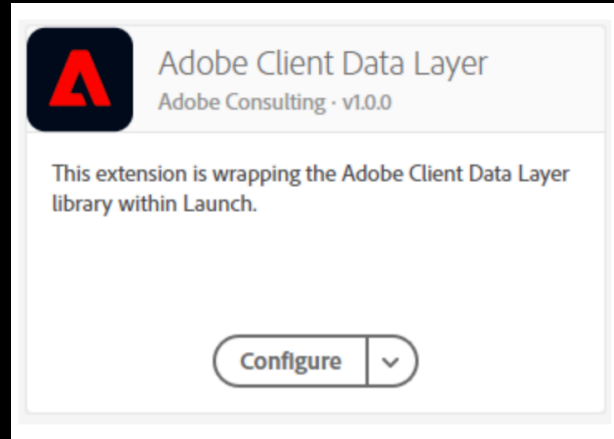 Adobe Client Data Layer
Adobe Consulting · v1.0.0
This extension is wrapping the Adobe Client Data Layer
library within Launch.
Configure